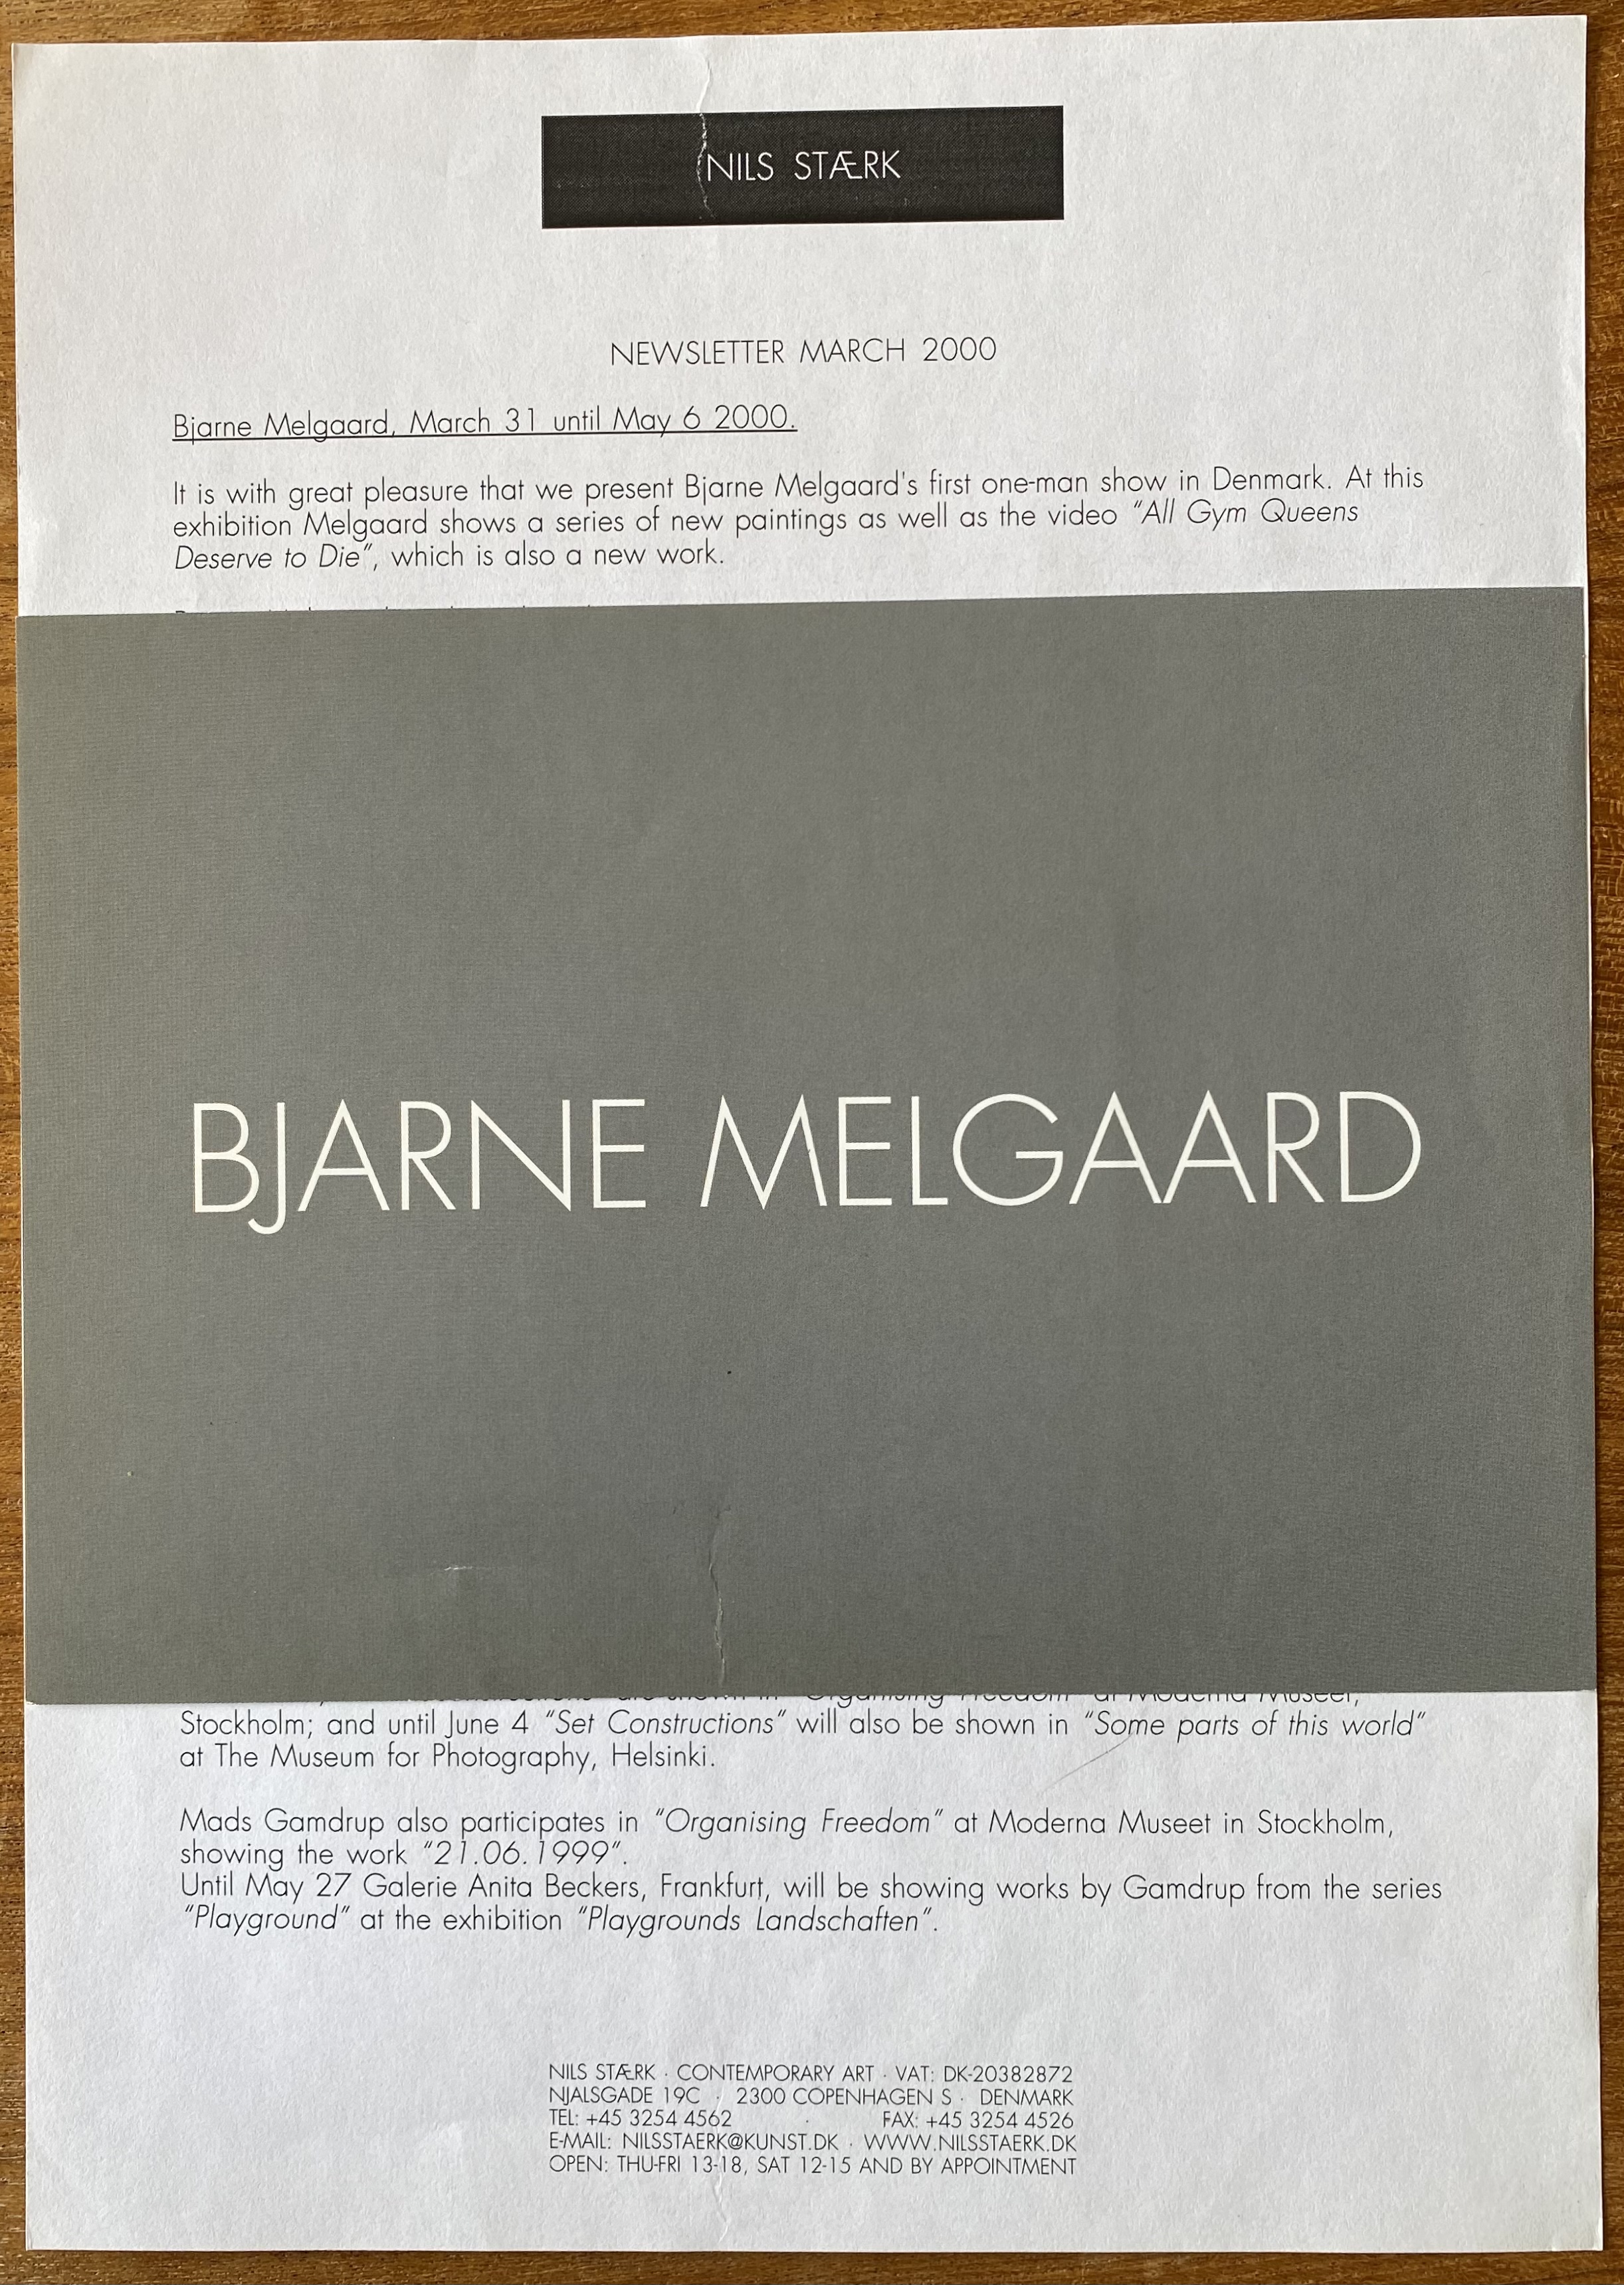 NILS STÆRK
NEWSLETTER MARCH 2000
Bjarne Melgaard, March 31 until May 6 2000.
It is with great pleasure that we present Bjarne Melgaard's first one-man show in Denmark. At this
exhibition Melgaard shows a series of new paintings as well as the video "All Gym Queens
Deserve to Die", which is also a new work.
BJARNE MELGAARD
are shown in "Organising Freedom" at Moderna Museet,
Stockholm; and until June 4 "Set Constructions" will also be shown in "Some parts of this world"
at The Museum for Photography, Helsinki.
Mads Gamdrup also participates in "Organising Freedom" at Moderna Museet in Stockholm,
showing the work "21.06.1999".
Until May 27 Galerie Anita Beckers, Frankfurt, will be showing works by Gamdrup from the series
"Playground" at the exhibition "Playgrounds Landschaften".
NILS STÆRK · CONTEMPORARY ART · VAT: DK-20382872
NJALSGADE 19C · 2300 COPENHAGEN S · DENMARK
TEL: +45 3254 4562 · FAX: +45 3254 4526
E-MAIL: NILSSTAERK@KUNST.DK · WWW.NILSSTAERK.DK
OPEN: THU-FRI 13-18, SAT 12-15 AND BY APPOINTMENT